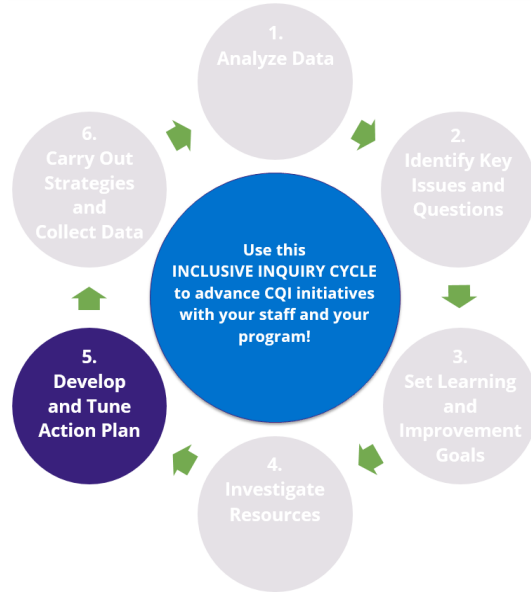 1.
Analyze Data
2.
Identify Key
Issues and
Questions
3.
Set Learning
and
Improvement
Goals
4.
Investigate
Resources
5.
Develop
and Tune
Action Plan
6.
Carry Out
Strategies
and
Collect Data
Use this
INCLUSIVE INQUIRY CYCLE
to advance CQI initiatives
with your staff and your
program!